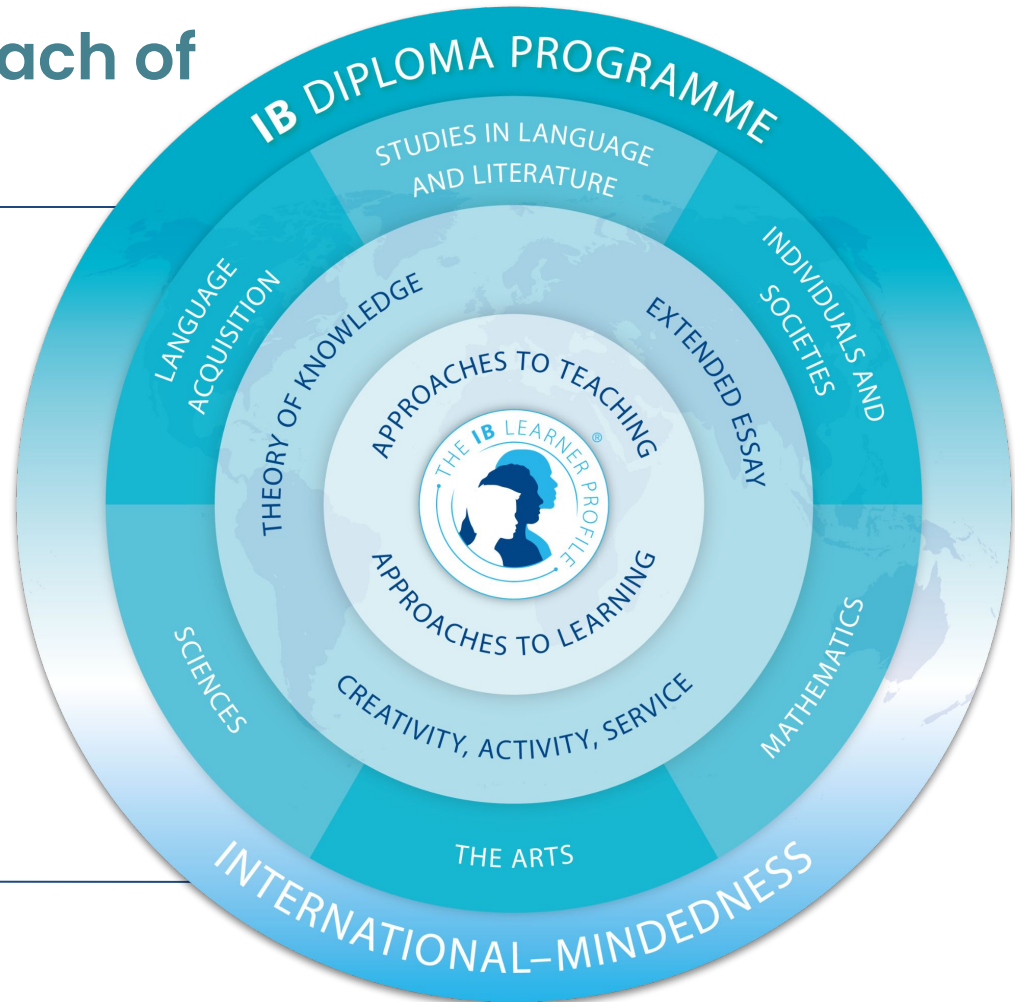 ach of
IB DIPLOMA PROGRAMME
STUDIES IN LANGUAGE
AND LITERATURE
LANGUAGE
ACQUISITION
INDIVIDUALS AND
SOCIETIES
THEORY OF KNOWLEDGE
EXTENDED ESSAY
APPROACHES TO TEACHING
THE IB LEARNER PROFILE®
APPROACHES TO LEARNING
CREATIVITY, ACTIVITY, SERVICE
SCIENCES
MATHEMATICS
THE ARTS
INTERNATIONAL–MINDEDNESS